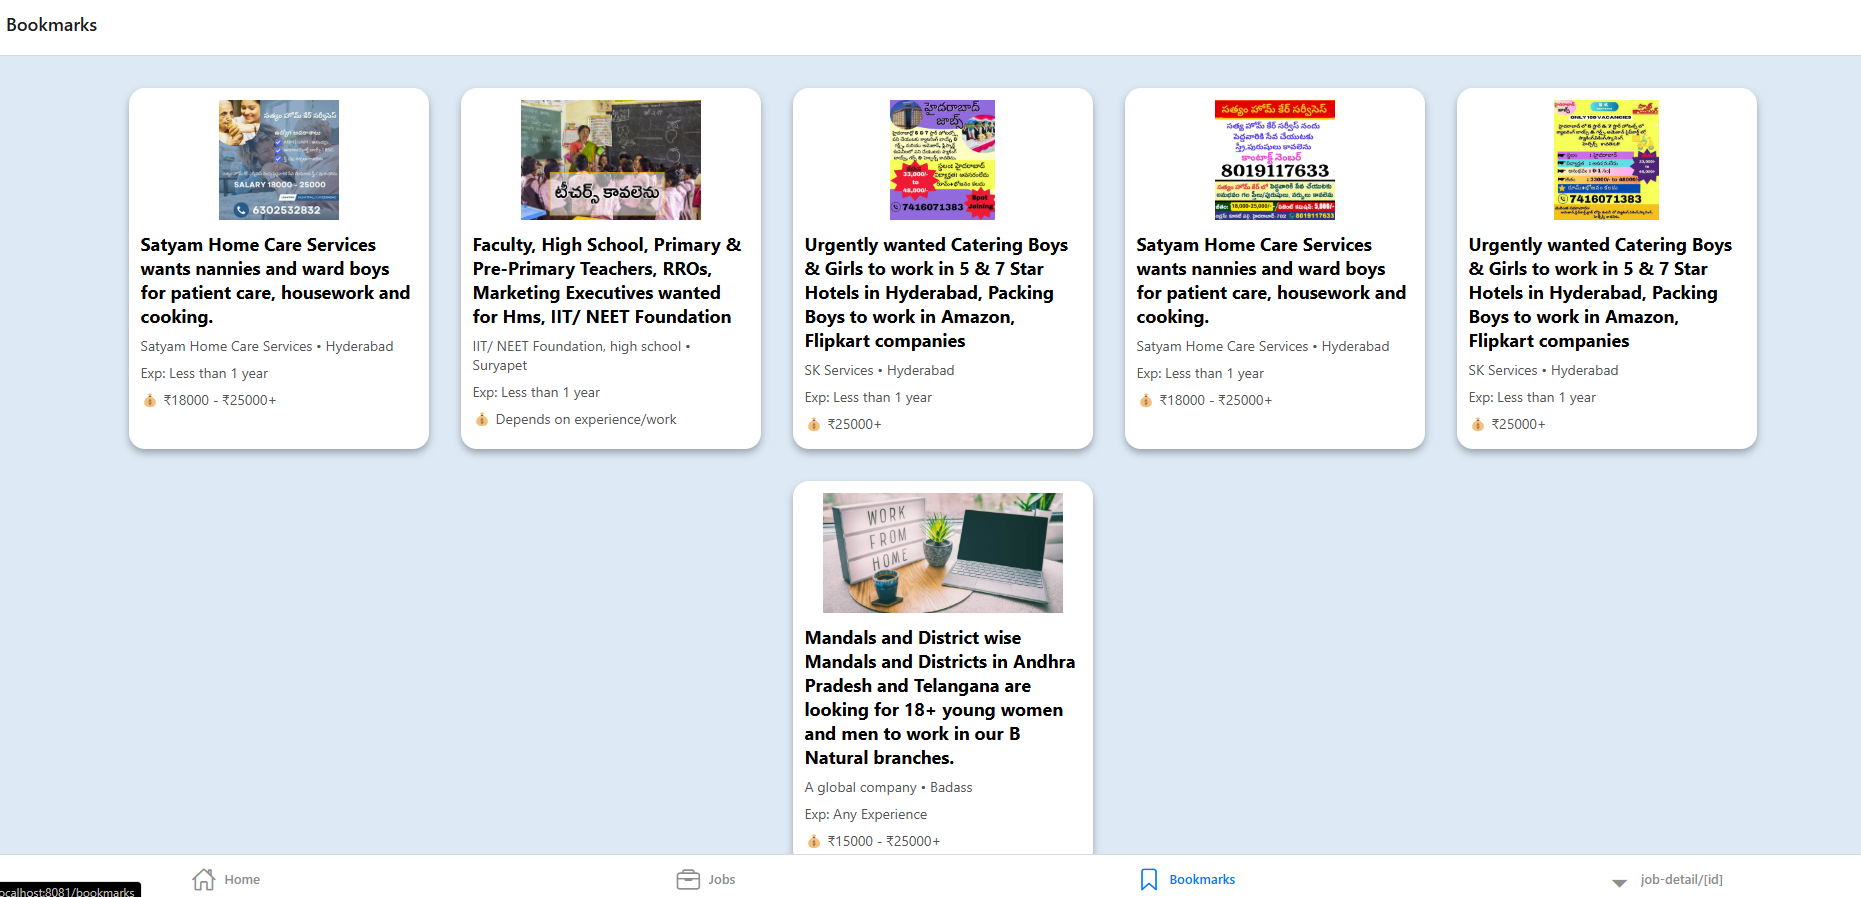 Bookmarks
సత్యం హోమ్ కేర్ సర్వీసెస్
SALARY 18000 - 25000
6302532832
Satyam Home Care Services
wants nannies and ward boys
for patient care, housework and
cooking.
Satyam Home Care Services • Hyderabad
Exp: Less than 1 year
₹18000 - ₹25000+
టీచర్స్ కావలెను
Faculty, High School, Primary &
Pre-Primary Teachers, RROs,
Marketing Executives wanted
for Hms, IIT/ NEET Foundation
IIT/ NEET Foundation, high school •
Suryapet
Exp: Less than 1 year
Depends on experience/work
హైదరాబాద్
జాబ్స్
33,000/-
to
48,000/-
Spot
Joining
7416071383
Urgently wanted Catering Boys
& Girls to work in 5 & 7 Star
Hotels in Hyderabad, Packing
Boys to work in Amazon,
Flipkart companies
SK Services • Hyderabad
Exp: Less than 1 year
₹25000+
సత్యం హోమ్ కేర్ సర్వీసెస్
సత్య హోమ్ కేర్ సర్వీస్ నందు
పెద్దవారికి సేవ చేయుటకు
స్త్రీ,పురుషులు కావలెను
కాంటాక్ట్ నెంబర్
8019117633
Satyam Home Care Services
wants nannies and ward boys
for patient care, housework and
cooking.
Satyam Home Care Services • Hyderabad
Exp: Less than 1 year
₹18000 - ₹25000+
ONLY 100 VACANCIES
7416071383
Urgently wanted Catering Boys
& Girls to work in 5 & 7 Star
Hotels in Hyderabad, Packing
Boys to work in Amazon,
Flipkart companies
SK Services • Hyderabad
Exp: Less than 1 year
₹25000+
WORK
FROM
HOME
Mandals and District wise
Mandals and Districts in Andhra
Pradesh and Telangana are
looking for 18+ young women
and men to work in our B
Natural branches.
A global company • Badass
Exp: Any Experience
₹15000 - ₹25000+
Home
Jobs
Bookmarks
job-detail/[id]
ocalhost:8081/bookmarks